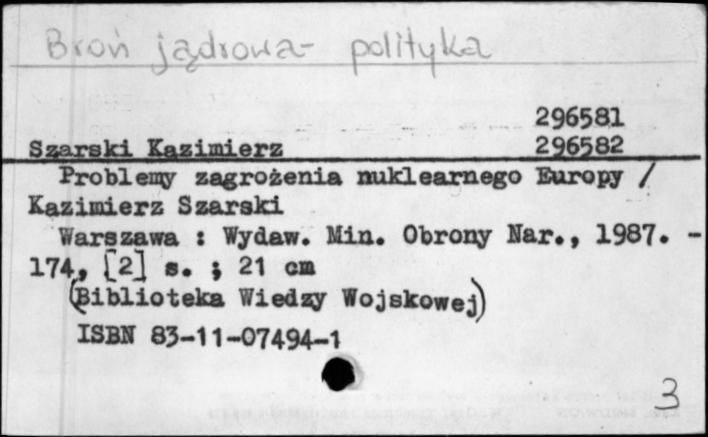 Broń jądrowa - polityka
296581
Szarski Kazimierz 296582
Problemy zagrożenia nuklearnego Europy /
Kazimierz Szarski
Warszawa : Wydaw. Min. Obrony Nar., 1987. -
174, [2] s. ; 21 cm
(Biblioteka Wiedzy Wojskowej)
ISBN 83-11-07494-1
3